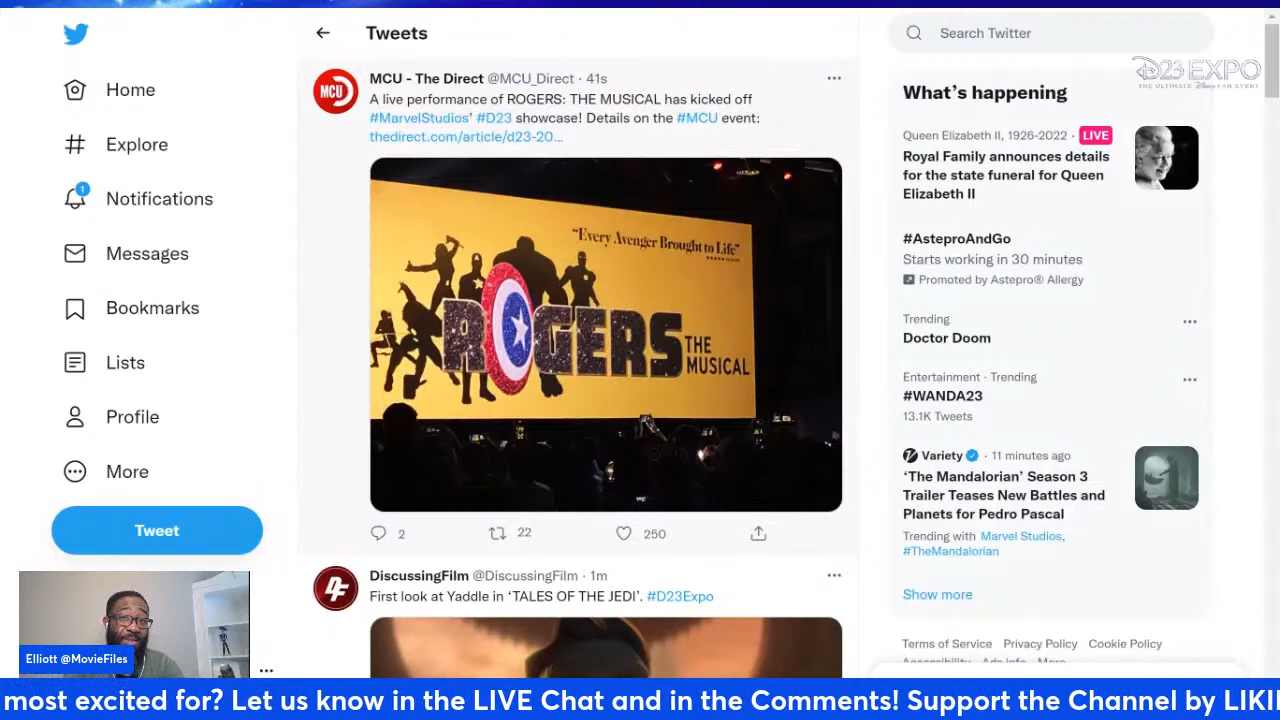 Home
Explore
1
Notifications
Messages
Bookmarks
Lists
Profile
More
Tweet
Elliott @MovieFiles
Tweets
MCU - The Direct @MCU_Direct · 41s
MCU
A live performance of ROGERS: THE MUSICAL has kicked off
#MarvelStudios' #D23 showcase! Details on the #MCU event:
thedirect.com/article/d23-20...
"Every Avenger Brought to Life"
ROGERS
THE
MUSICAL
2
22
250
DiscussingFilm @DiscussingFilm · 1m
DF
First look at Yaddle in 'TALES OF THE JEDI'. #D23Expo
Search Twitter
D23 EXPO
THE ULTIMATE Disney FAN EVENT
What's happening
Queen Elizabeth II, 1926-2022 · LIVE
Royal Family announces details
for the state funeral for Queen
Elizabeth II
#AsteproAndGo
Starts working in 30 minutes
Promoted by Astepro® Allergy
Trending
Doctor Doom
Entertainment · Trending
#WANDA23
13.1K Tweets
Variety · 11 minutes ago
'The Mandalorian' Season 3
Trailer Teases New Battles and
Planets for Pedro Pascal
Trending with Marvel Studios,
#TheMandalorian
Show more
Terms of Service Privacy Policy Cookie Policy
Accessibility Ads info More
most excited for? Let us know in the LIVE Chat and in the Comments! Support the Channel by LIKI